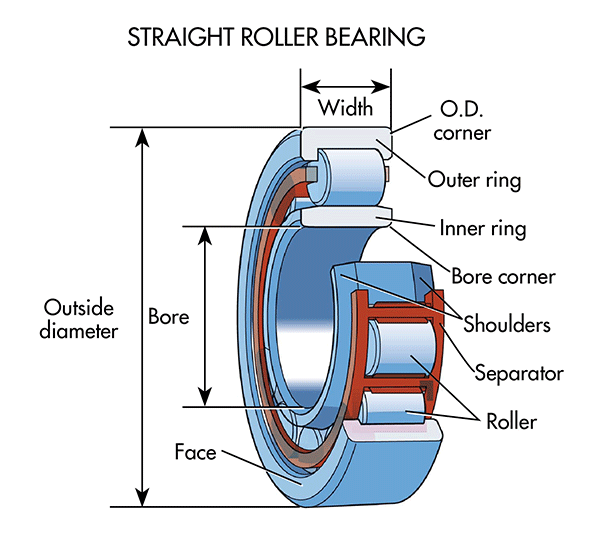 STRAIGHT ROLLER BEARING
Width
O.D.
corner
Outer ring
Inner ring
Bore corner
Outside
diameter
Bore
Shoulders
Separator
Roller
Face